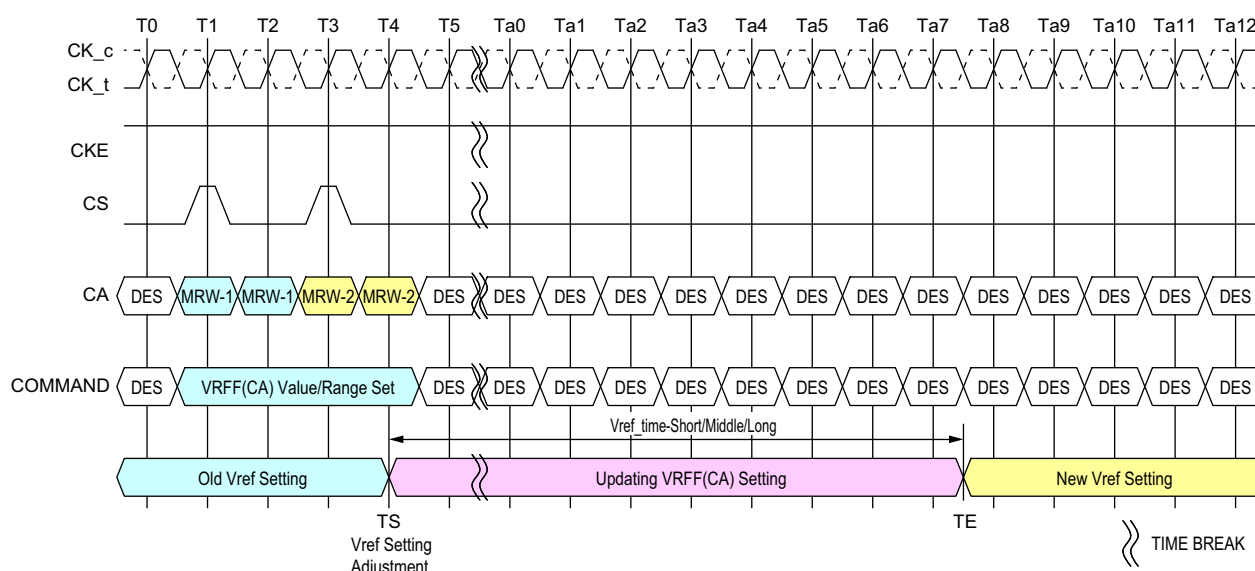 T0 T1 T2 T3 T4 T5 Ta0 Ta1 Ta2 Ta3 Ta4 Ta5 Ta6 Ta7 Ta8 Ta9 Ta10 Ta11 Ta12
CK_c
CK_t
CKE
CS
CA DES MRW-1 MRW-1 MRW-2 MRW-2 DES DES DES DES DES DES DES DES DES DES DES DES DES DES
COMMAND DES VRFF(CA) Value/Range Set DES DES DES DES DES DES DES DES DES DES DES DES DES DES
Vref_time-Short/Middle/Long
Old Vref Setting Updating VRFF(CA) Setting New Vref Setting
TS TE
Vref Setting TIME BREAK
Adjustment